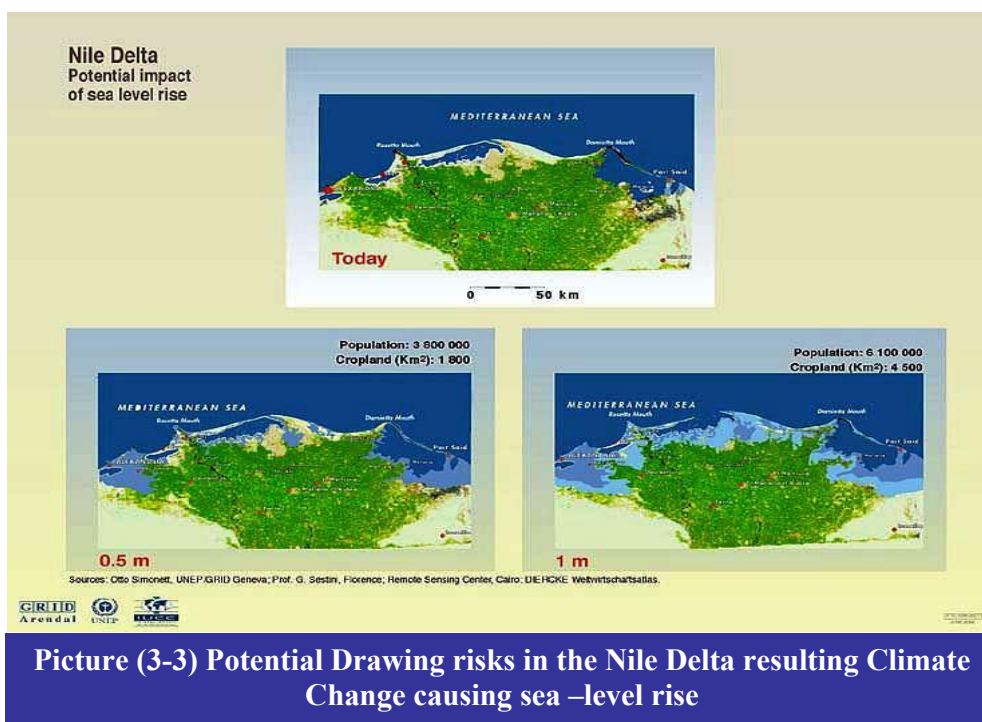 Nile Delta
Potential impact
of sea level rise
MEDITERRANEAN SEA
Rosetta Mouth
Damietta Mouth
Port Said
Today
0 50 km
Population: 3 800 000
Cropland (Km²): 1 800
MEDITERRANEAN SEA
Rosetta Mouth
Damietta Mouth
Port Said
ALEXANDRIA
0.5 m
Population: 6 100 000
Cropland (Km²): 4 500
MEDITERRANEAN SEA
Rosetta Mouth
Damietta Mouth
Port Said
1 m
Sources: Otto Simonett, UNEP/GRID Geneva; Prof. G. Sestini, Florence; Remote Sensing Center, Cairo; DIERCKE Weltwirtschaftsatlas.
GRID
Arendal
UNEP
Picture (3-3) Potential Drawing risks in the Nile Delta resulting Climate
Change causing sea –level rise